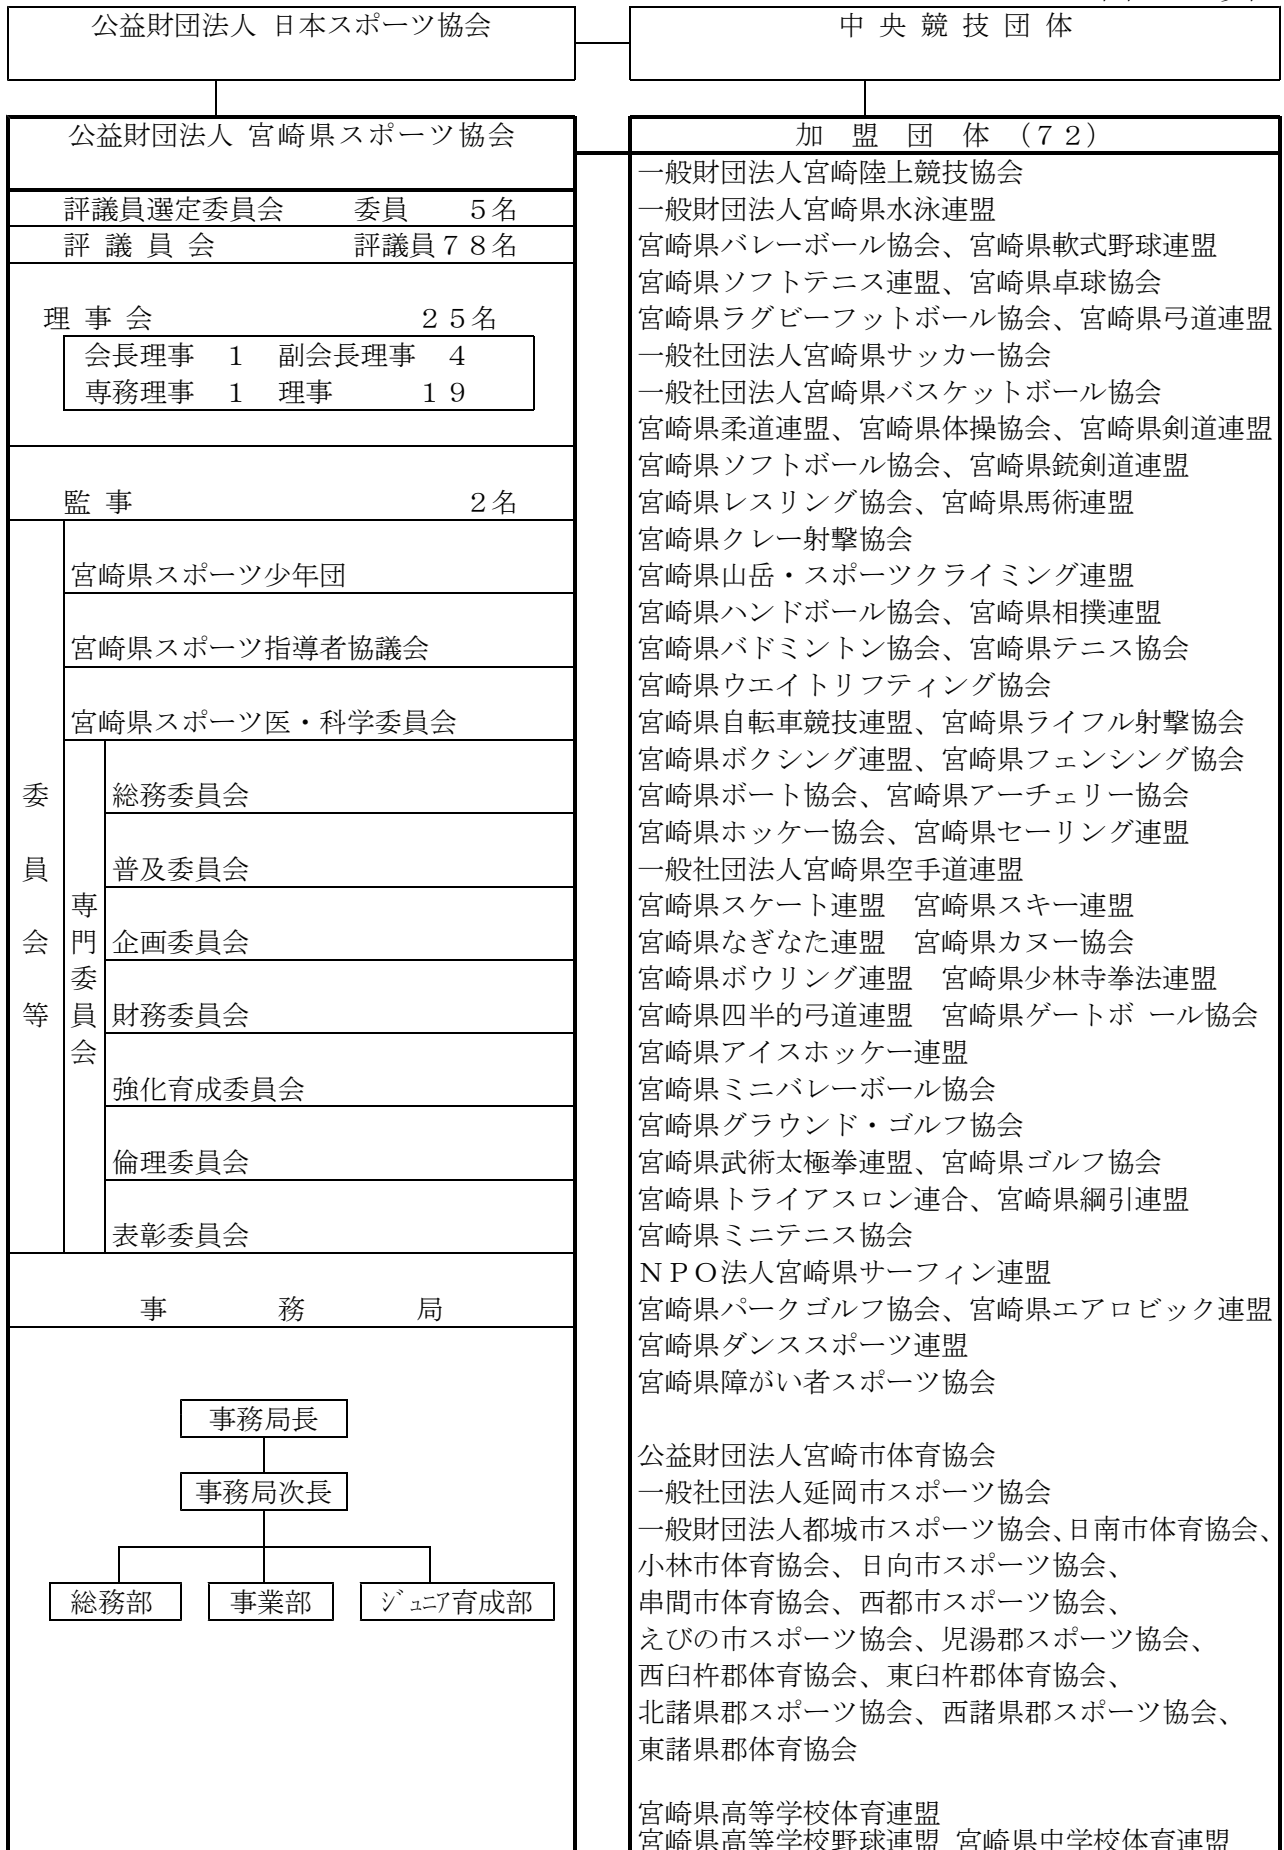 公益財団法人 日本スポーツ協会
中 央 競 技 団 体
公益財団法人 宮崎県スポーツ協会
評議員選定委員会 委員 5名
評 議 員 会 評議員78名
理 事 会 25名
会長理事 1 副会長理事 4
専務理事 1 理事 19
監 事 2名
委員会等
宮崎県スポーツ少年団
宮崎県スポーツ指導者協議会
宮崎県スポーツ医・科学委員会
専門委員会
総務委員会
普及委員会
企画委員会
財務委員会
強化育成委員会
倫理委員会
表彰委員会
事 務 局
事務局長
事務局次長
総務部 事業部 ジュニア育成部
加 盟 団 体 (72)
一般財団法人宮崎陸上競技協会
一般財団法人宮崎県水泳連盟
宮崎県バレーボール協会、宮崎県軟式野球連盟
宮崎県ソフトテニス連盟、宮崎県卓球協会
宮崎県ラグビーフットボール協会、宮崎県弓道連盟
一般社団法人宮崎県サッカー協会
一般社団法人宮崎県バスケットボール協会
宮崎県柔道連盟、宮崎県体操協会、宮崎県剣道連盟
宮崎県ソフトボール協会、宮崎県銃剣道連盟
宮崎県レスリング協会、宮崎県馬術連盟
宮崎県クレー射撃協会
宮崎県山岳・スポーツクライミング連盟
宮崎県ハンドボール協会、宮崎県相撲連盟
宮崎県バドミントン協会、宮崎県テニス協会
宮崎県ウエイトリフティング協会
宮崎県自転車競技連盟、宮崎県ライフル射撃協会
宮崎県ボクシング連盟、宮崎県フェンシング協会
宮崎県ボート協会、宮崎県アーチェリー協会
宮崎県ホッケー協会、宮崎県セーリング連盟
一般社団法人宮崎県空手道連盟
宮崎県スケート連盟 宮崎県スキー連盟
宮崎県なぎなた連盟 宮崎県カヌー協会
宮崎県ボウリング連盟 宮崎県少林寺拳法連盟
宮崎県四半的弓道連盟 宮崎県ゲートボ ール協会
宮崎県アイスホッケー連盟
宮崎県ミニバレーボール協会
宮崎県グラウンド・ゴルフ協会
宮崎県武術太極拳連盟、宮崎県ゴルフ協会
宮崎県トライアスロン連合、宮崎県綱引連盟
宮崎県ミニテニス協会
NPO法人宮崎県サーフィン連盟
宮崎県パークゴルフ協会、宮崎県エアロビック連盟
宮崎県ダンススポーツ連盟
宮崎県障がい者スポーツ協会
公益財団法人宮崎市体育協会
一般社団法人延岡市スポーツ協会
一般財団法人都城市スポーツ協会、日南市体育協会、
小林市体育協会、日向市スポーツ協会、
串間市体育協会、西都市スポーツ協会、
えびの市スポーツ協会、児湯郡スポーツ協会、
西臼杵郡体育協会、東臼杵郡体育協会、
北諸県郡スポーツ協会、西諸県郡スポーツ協会、
東諸県郡体育協会
宮崎県高等学校体育連盟
宮崎県高等学校野球連盟 宮崎県中学校体育連盟